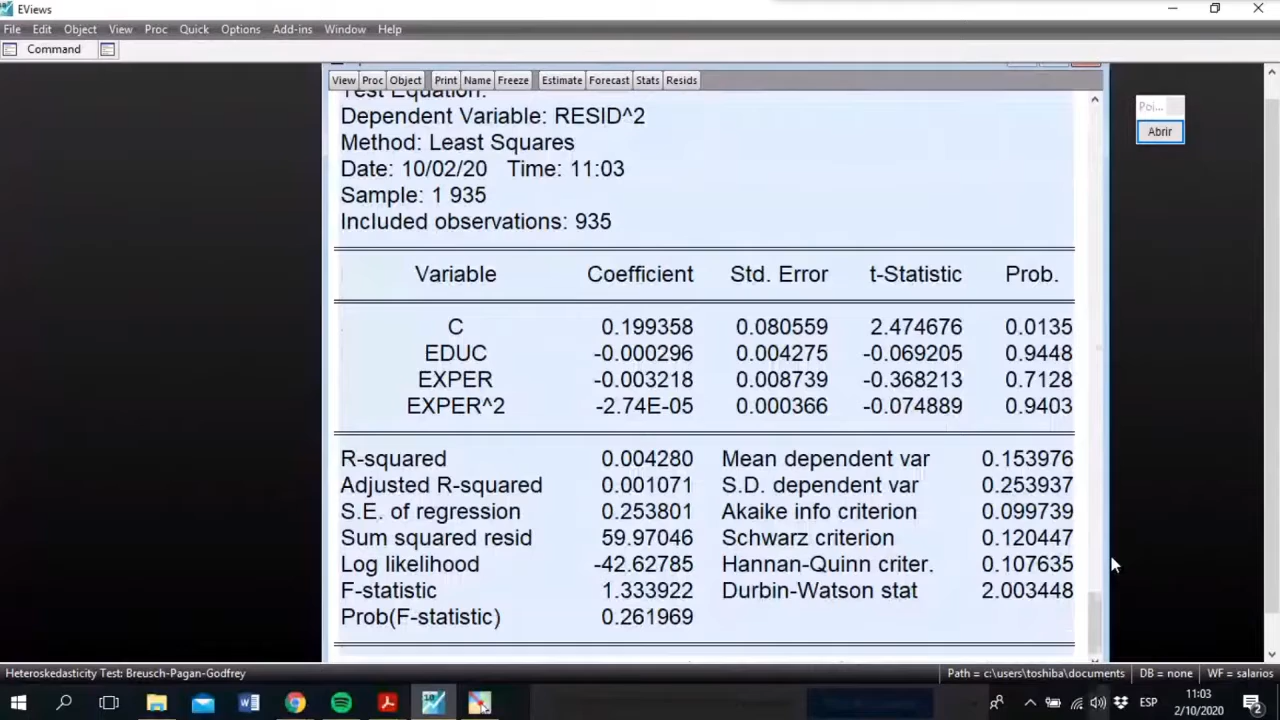 EViews
File Edit Object View Proc Quick Options Add-ins Window Help
Command
View Proc Object Print Name Freeze Estimate Forecast Stats Resids
Test Equation:
Dependent Variable: RESID^2
Method: Least Squares
Date: 10/02/20 Time: 11:03
Sample: 1 935
Included observations: 935
Variable Coefficient Std. Error t-Statistic Prob.
C 0.199358 0.080559 2.474676 0.0135
EDUC -0.000296 0.004275 -0.069205 0.9448
EXPER -0.003218 0.008739 -0.368213 0.7128
EXPER^2 -2.74E-05 0.000366 -0.074889 0.9403
R-squared 0.004280 Mean dependent var 0.153976
Adjusted R-squared 0.001071 S.D. dependent var 0.253937
S.E. of regression 0.253801 Akaike info criterion 0.099739
Sum squared resid 59.97046 Schwarz criterion 0.120447
Log likelihood -42.62785 Hannan-Quinn criter. 0.107635
F-statistic 1.333922 Durbin-Watson stat 2.003448
Prob(F-statistic) 0.261969
Poi...
Abrir
Heteroskedasticity Test: Breusch-Pagan-Godfrey Path = c:\users\toshiba\documents DB = none WF = salarios
ESP
11:03
2/10/2020
2